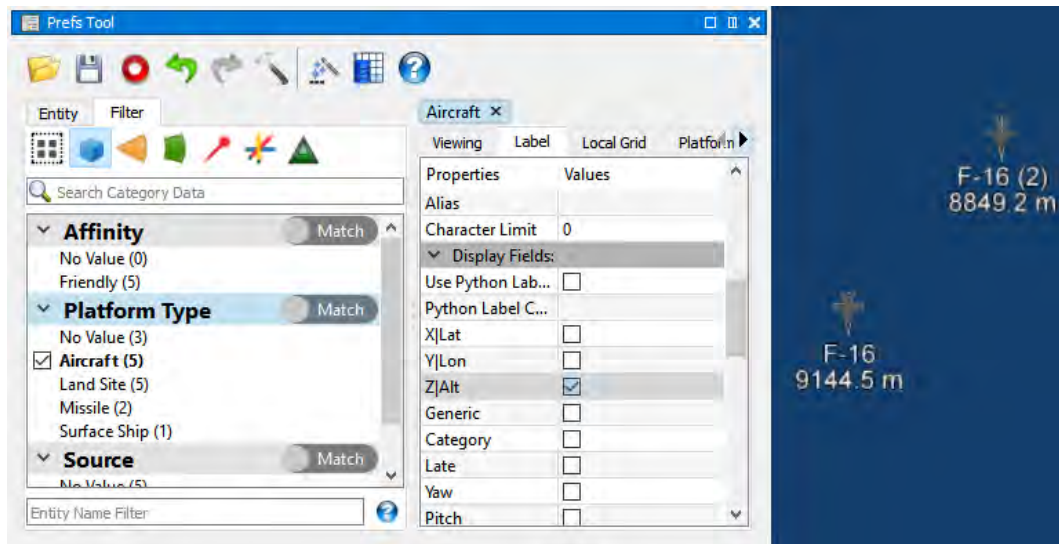 Prefs Tool
Entity Filter
Search Category Data
Affinity Match
No Value (0)
Friendly (5)
Platform Type Match
No Value (3)
Aircraft (5)
Land Site (5)
Missile (2)
Surface Ship (1)
Source Match
No Value (5)
Entity Name Filter
Aircraft
Viewing Label Local Grid
Properties Values
Alias
Character Limit 0
Display Fields:
Use Python Lab...
Python Label C...
X|Lat
Y|Lon
Z|Alt
Generic
Category
Late
Yaw
Pitch
F-16 (2)
8849.2 m
F-16
9144.5 m